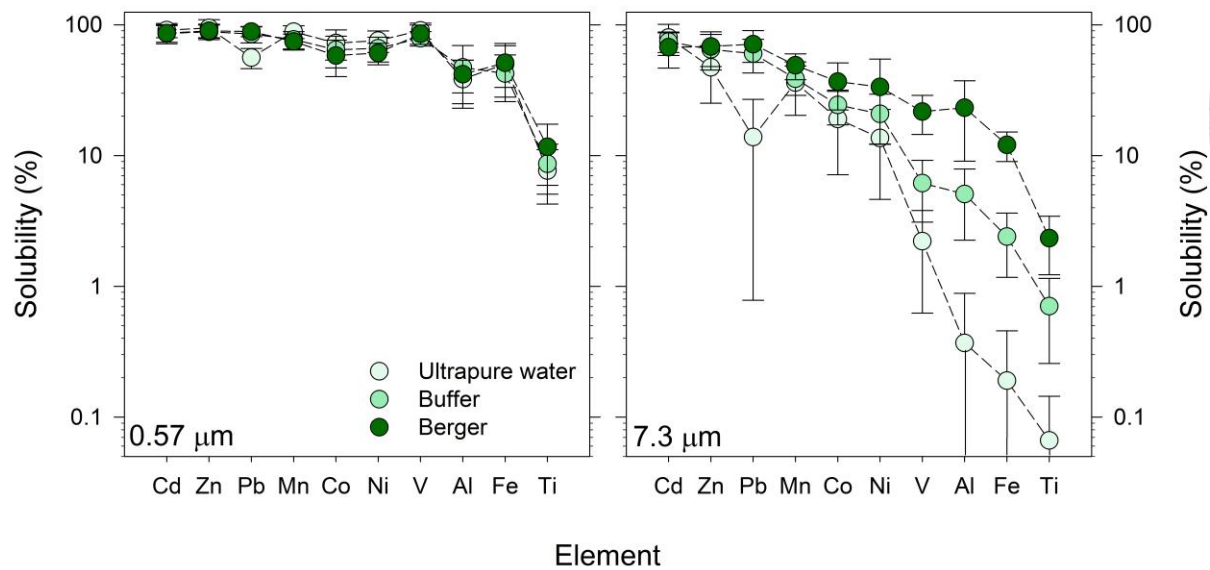 Solubility (%)
100
10
1
0.1
0.57 μm
Ultrapure water
Buffer
Berger
Cd Zn Pb Mn Co Ni V Al Fe Ti
7.3 μm
Cd Zn Pb Mn Co Ni V Al Fe Ti
100
10
1
0.1
Solubility (%)
Element